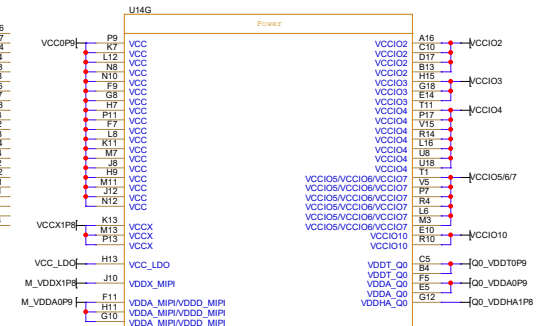 U14G
Power
VCC0P9 P9 VCC VCCIO2 A16 VCCIO2
K7 VCC VCCIO2 C10
L12 VCC VCCIO2 D17
N8 VCC VCCIO2 B13
N10 VCC VCCIO3 H15 VCCIO3
F9 VCC VCCIO3 G18
G8 VCC VCCIO3 E14
H7 VCC VCCIO4 T11 VCCIO4
P11 VCC VCCIO4 P17
F7 VCC VCCIO4 V15
L8 VCC VCCIO4 R14
K11 VCC VCCIO4 L16
M7 VCC VCCIO4 U8
J8 VCC VCCIO4 U18
H9 VCC VCCIO5/VCCIO6/VCCIO7 T1 VCCIO5/6/7
M11 VCC VCCIO5/VCCIO6/VCCIO7 V5
J12 VCC VCCIO5/VCCIO6/VCCIO7 P7
N12 VCC VCCIO5/VCCIO6/VCCIO7 R4
VCCIO5/VCCIO6/VCCIO7 L6
VCCX1P8 K13 VCCX VCCIO5/VCCIO6/VCCIO7 M3
M13 VCCX VCCIO10 E10 VCCIO10
P13 VCCX VCCIO10 R10
VCC_LDO H13 VCC_LDO VDDT_Q0 C5 Q0_VDDT0P9
VDDT_Q0 B4
M_VDDX1P8 J10 VDDX_MIPI VDDA_Q0 F5 Q0_VDDA0P9
VDDA_Q0 E5
M_VDDA0P9 F11 VDDA_MIPI/VDDD_MIPI VDDHA_Q0 G12 Q0_VDDHA1P8
H11 VDDA_MIPI/VDDD_MIPI
G10 VDDA_MIPI/VDDD_MIPI